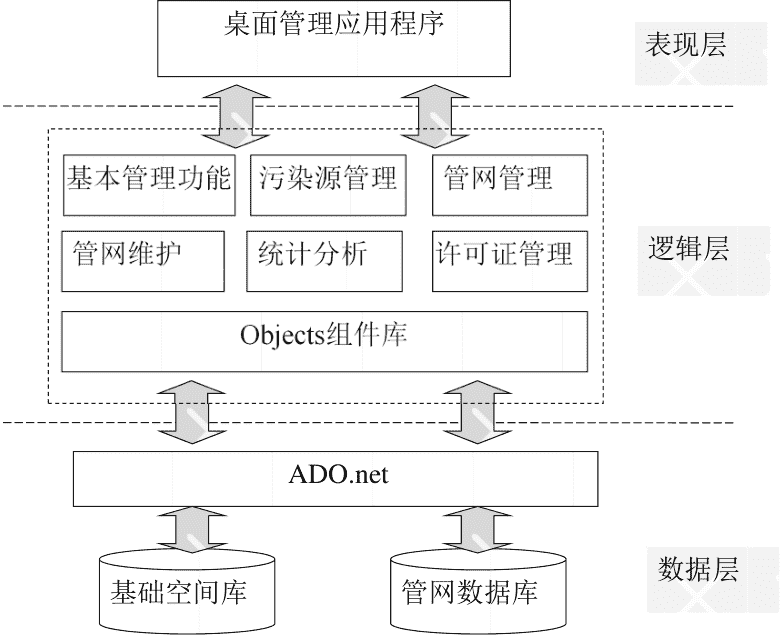 桌面管理应用程序
表现层
基本管理功能
污染源管理
管网管理
管网维护
统计分析
许可证管理
逻辑层
Objects组件库
ADO.net
基础空间库
管网数据库
数据层